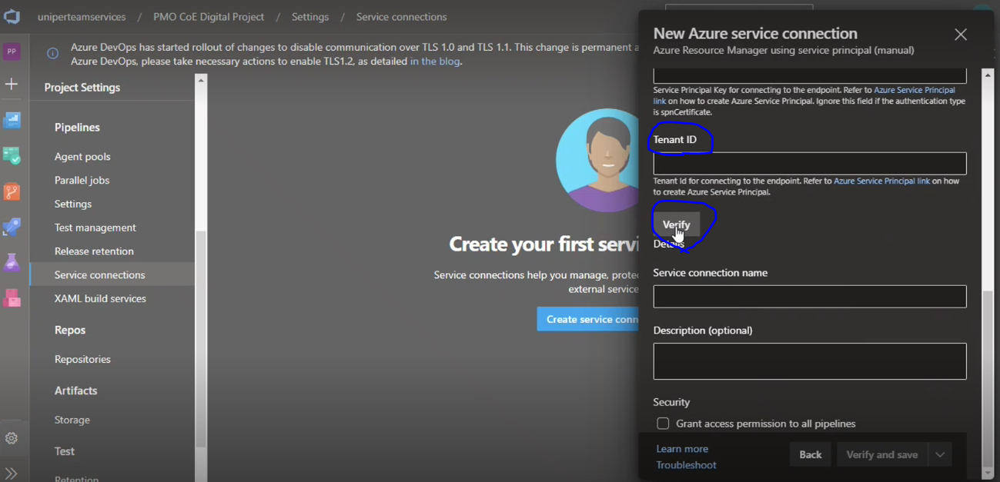 uniperteamservices / PMO CoE Digital Project / Settings / Service connections
PP
Azure DevOps has started rollout of changes to disable communication over TLS 1.0 and TLS 1.1. This change is permanent a
Azure DevOps, please take necessary actions to enable TLS1.2, as detailed in the blog.
Project Settings
Pipelines
Agent pools
Parallel jobs
Settings
Test management
Release retention
Service connections
XAML build services
Repos
Repositories
Artifacts
Storage
Test
Retention
Create your first servi
Service connections help you manage, prote
external service
Create service conn
New Azure service connection
Azure Resource Manager using service principal (manual)
Service Principal Key for connecting to the endpoint. Refer to Azure Service Principal
link on how to create Azure Service Principal. Ignore this field if the authentication type
is spnCertificate.
Tenant ID
Tenant Id for connecting to the endpoint. Refer to Azure Service Principal link on how
to create Azure Service Principal.
Verify
Details
Service connection name
Description (optional)
Security
Grant access permission to all pipelines
Learn more
Troubleshoot
Back
Verify and save